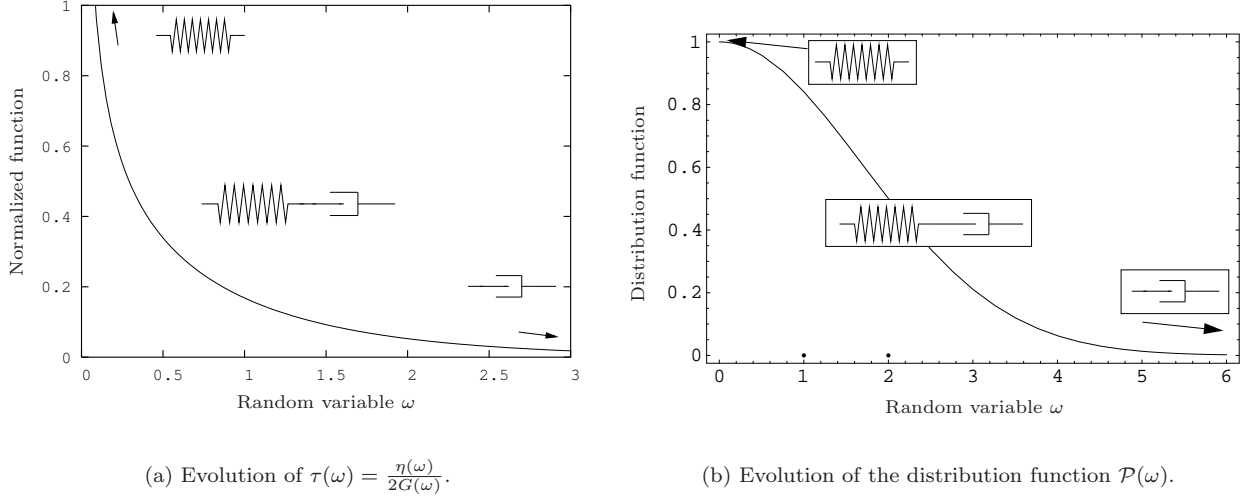 1
0.8
0.6
0.4
0.2
0
0 0.5 1 1.5 2 2.5 3
Normalized function
Random variable ω
(a) Evolution of τ(ω) = η(ω)/2G(ω).
1
0.8
0.6
0.4
0.2
0
0 1 2 3 4 5 6
Distribution function
Random variable ω
(b) Evolution of the distribution function 𝒫(ω).